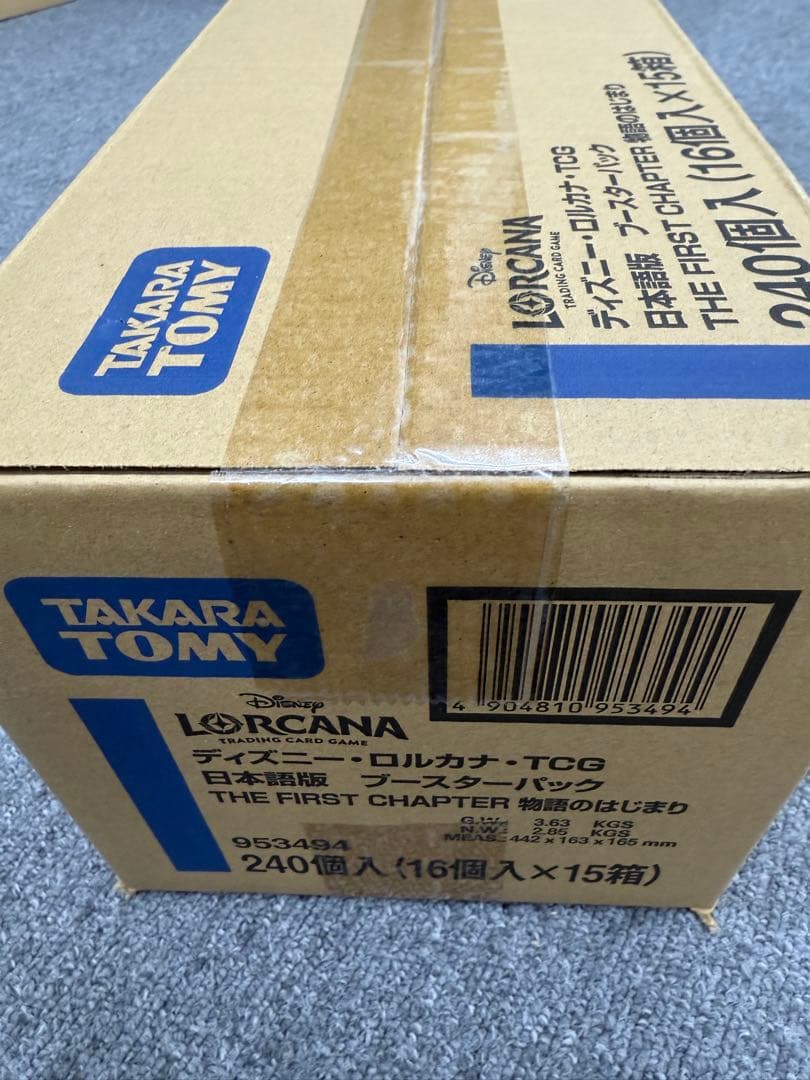 TAKARA
TOMY
Disney
LORCANA
TRADING CARD GAME
ディズニー・ロルカナ・TCG
日本語版 ブースターパック
THE FIRST CHAPTER 物語のはじまり
240個入(16個入×15箱)
TAKARA
TOMY
4 904810 953494
Disney
LORCANA
TRADING CARD GAME
ディズニー・ロルカナ・TCG
日本語版 ブースターパック
THE FIRST CHAPTER 物語のはじまり
G.W.: 3.63 KGS
N.W.: 2.85 KGS
MEAS.: 442 x 163 x 165 mm
953494
240個入(16個入×15箱)